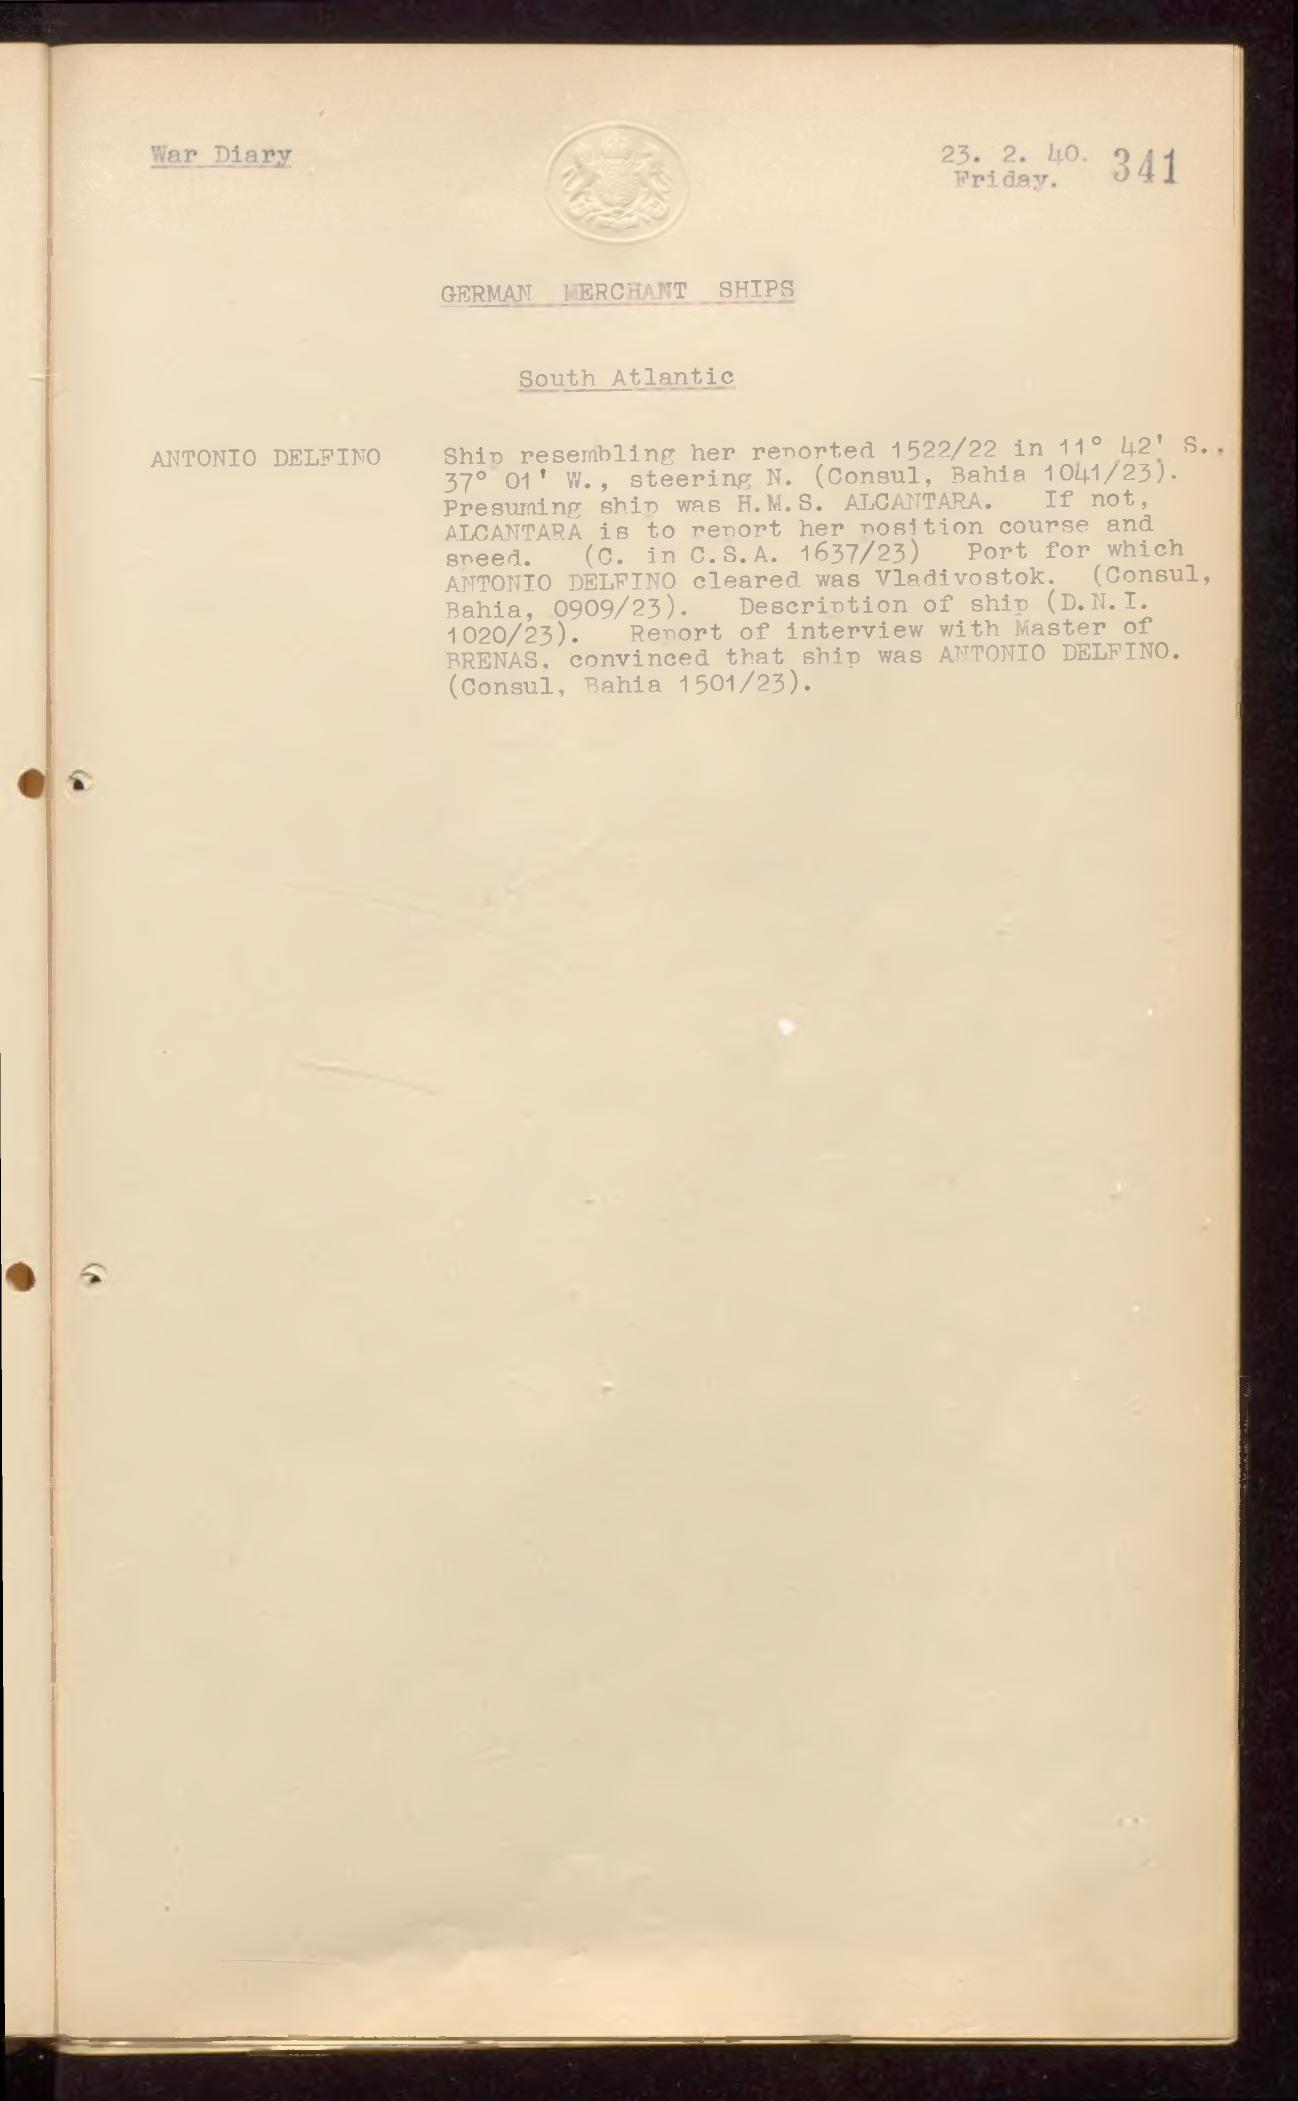 War Diary
23. 2. 40.
Friday.
341
GERMAN MERCHANT SHIPS
South Atlantic
ANTONIO DELFINO
Ship resembling her reported 1522/22 in 11° 42' S.,
37° 01' W., steering N. (Consul, Bahia 1041/23).
Presuming ship was H.M.S. ALCANTARA. If not,
ALCANTARA is to report her position course and
speed. (C. in C.S.A. 1637/23) Port for which
ANTONIO DELFINO cleared was Vladivostok. (Consul,
Bahia, 0909/23). Description of ship (D.N.I.
1020/23). Report of interview with Master of
BRENAS, convinced that ship was ANTONIO DELFINO.
(Consul, Bahia 1501/23).